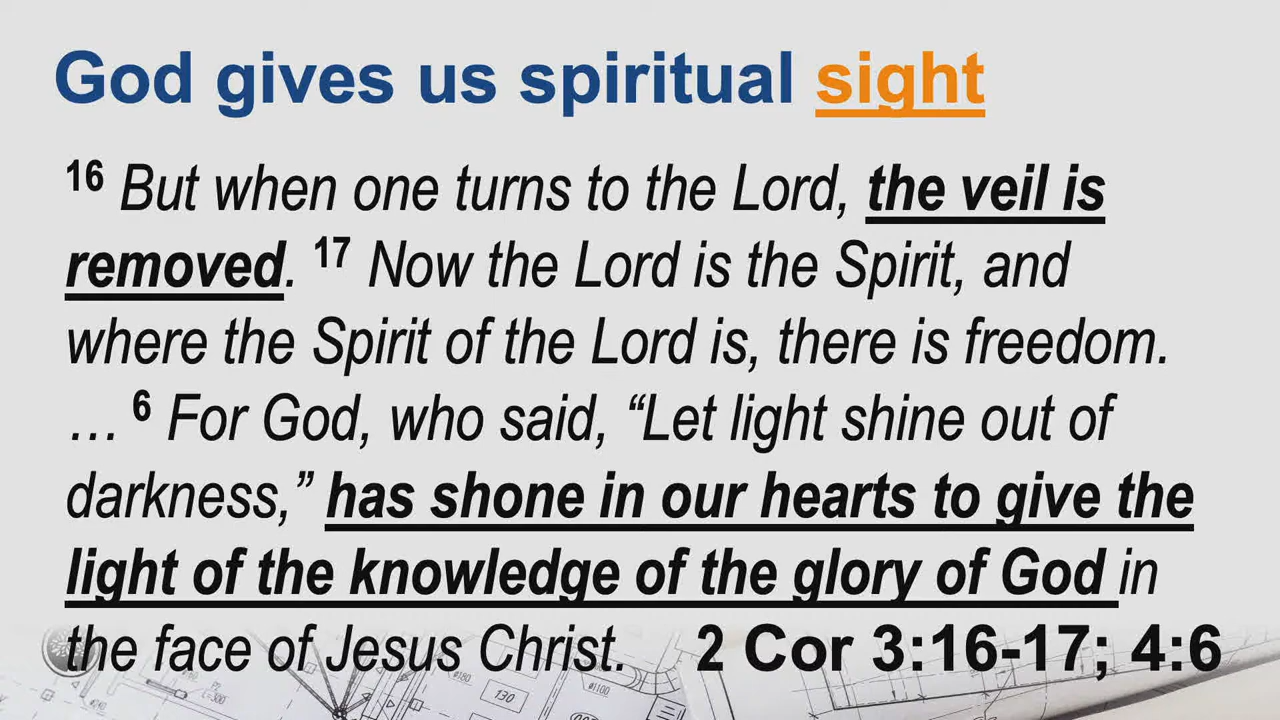 God gives us spiritual sight
16 But when one turns to the Lord, the veil is
removed. 17 Now the Lord is the Spirit, and
where the Spirit of the Lord is, there is freedom.
… 6 For God, who said, “Let light shine out of
darkness,” has shone in our hearts to give the
light of the knowledge of the glory of God in
the face of Jesus Christ. 2 Cor 3:16-17; 4:6
130